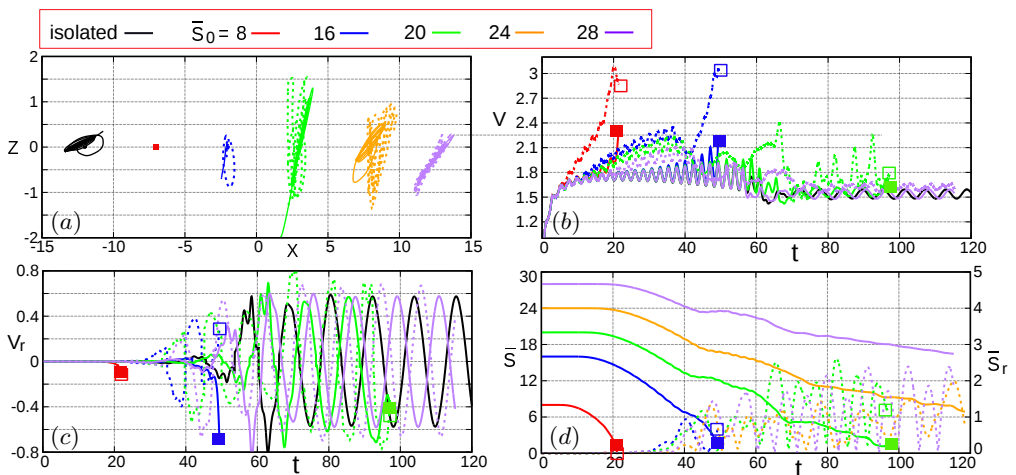 isolated S̅₀ = 8 16 20 24 28
2
1
Z 0
-1
-2
(a)
-15 -10 -5 0 5 10 15
X
3
2.7
2.4
V 2.1
1.8
1.5
1.2
(b)
0 20 40 60 80 100 120
t
0.8
0.4
Vᵣ 0
-0.4
-0.8
(c)
0 20 40 60 80 100 120
t
30
24
18
S̅ 12
6
0
(d)
5
4
3
S̅ᵣ 2
1
0
0 20 40 60 80 100 120
t